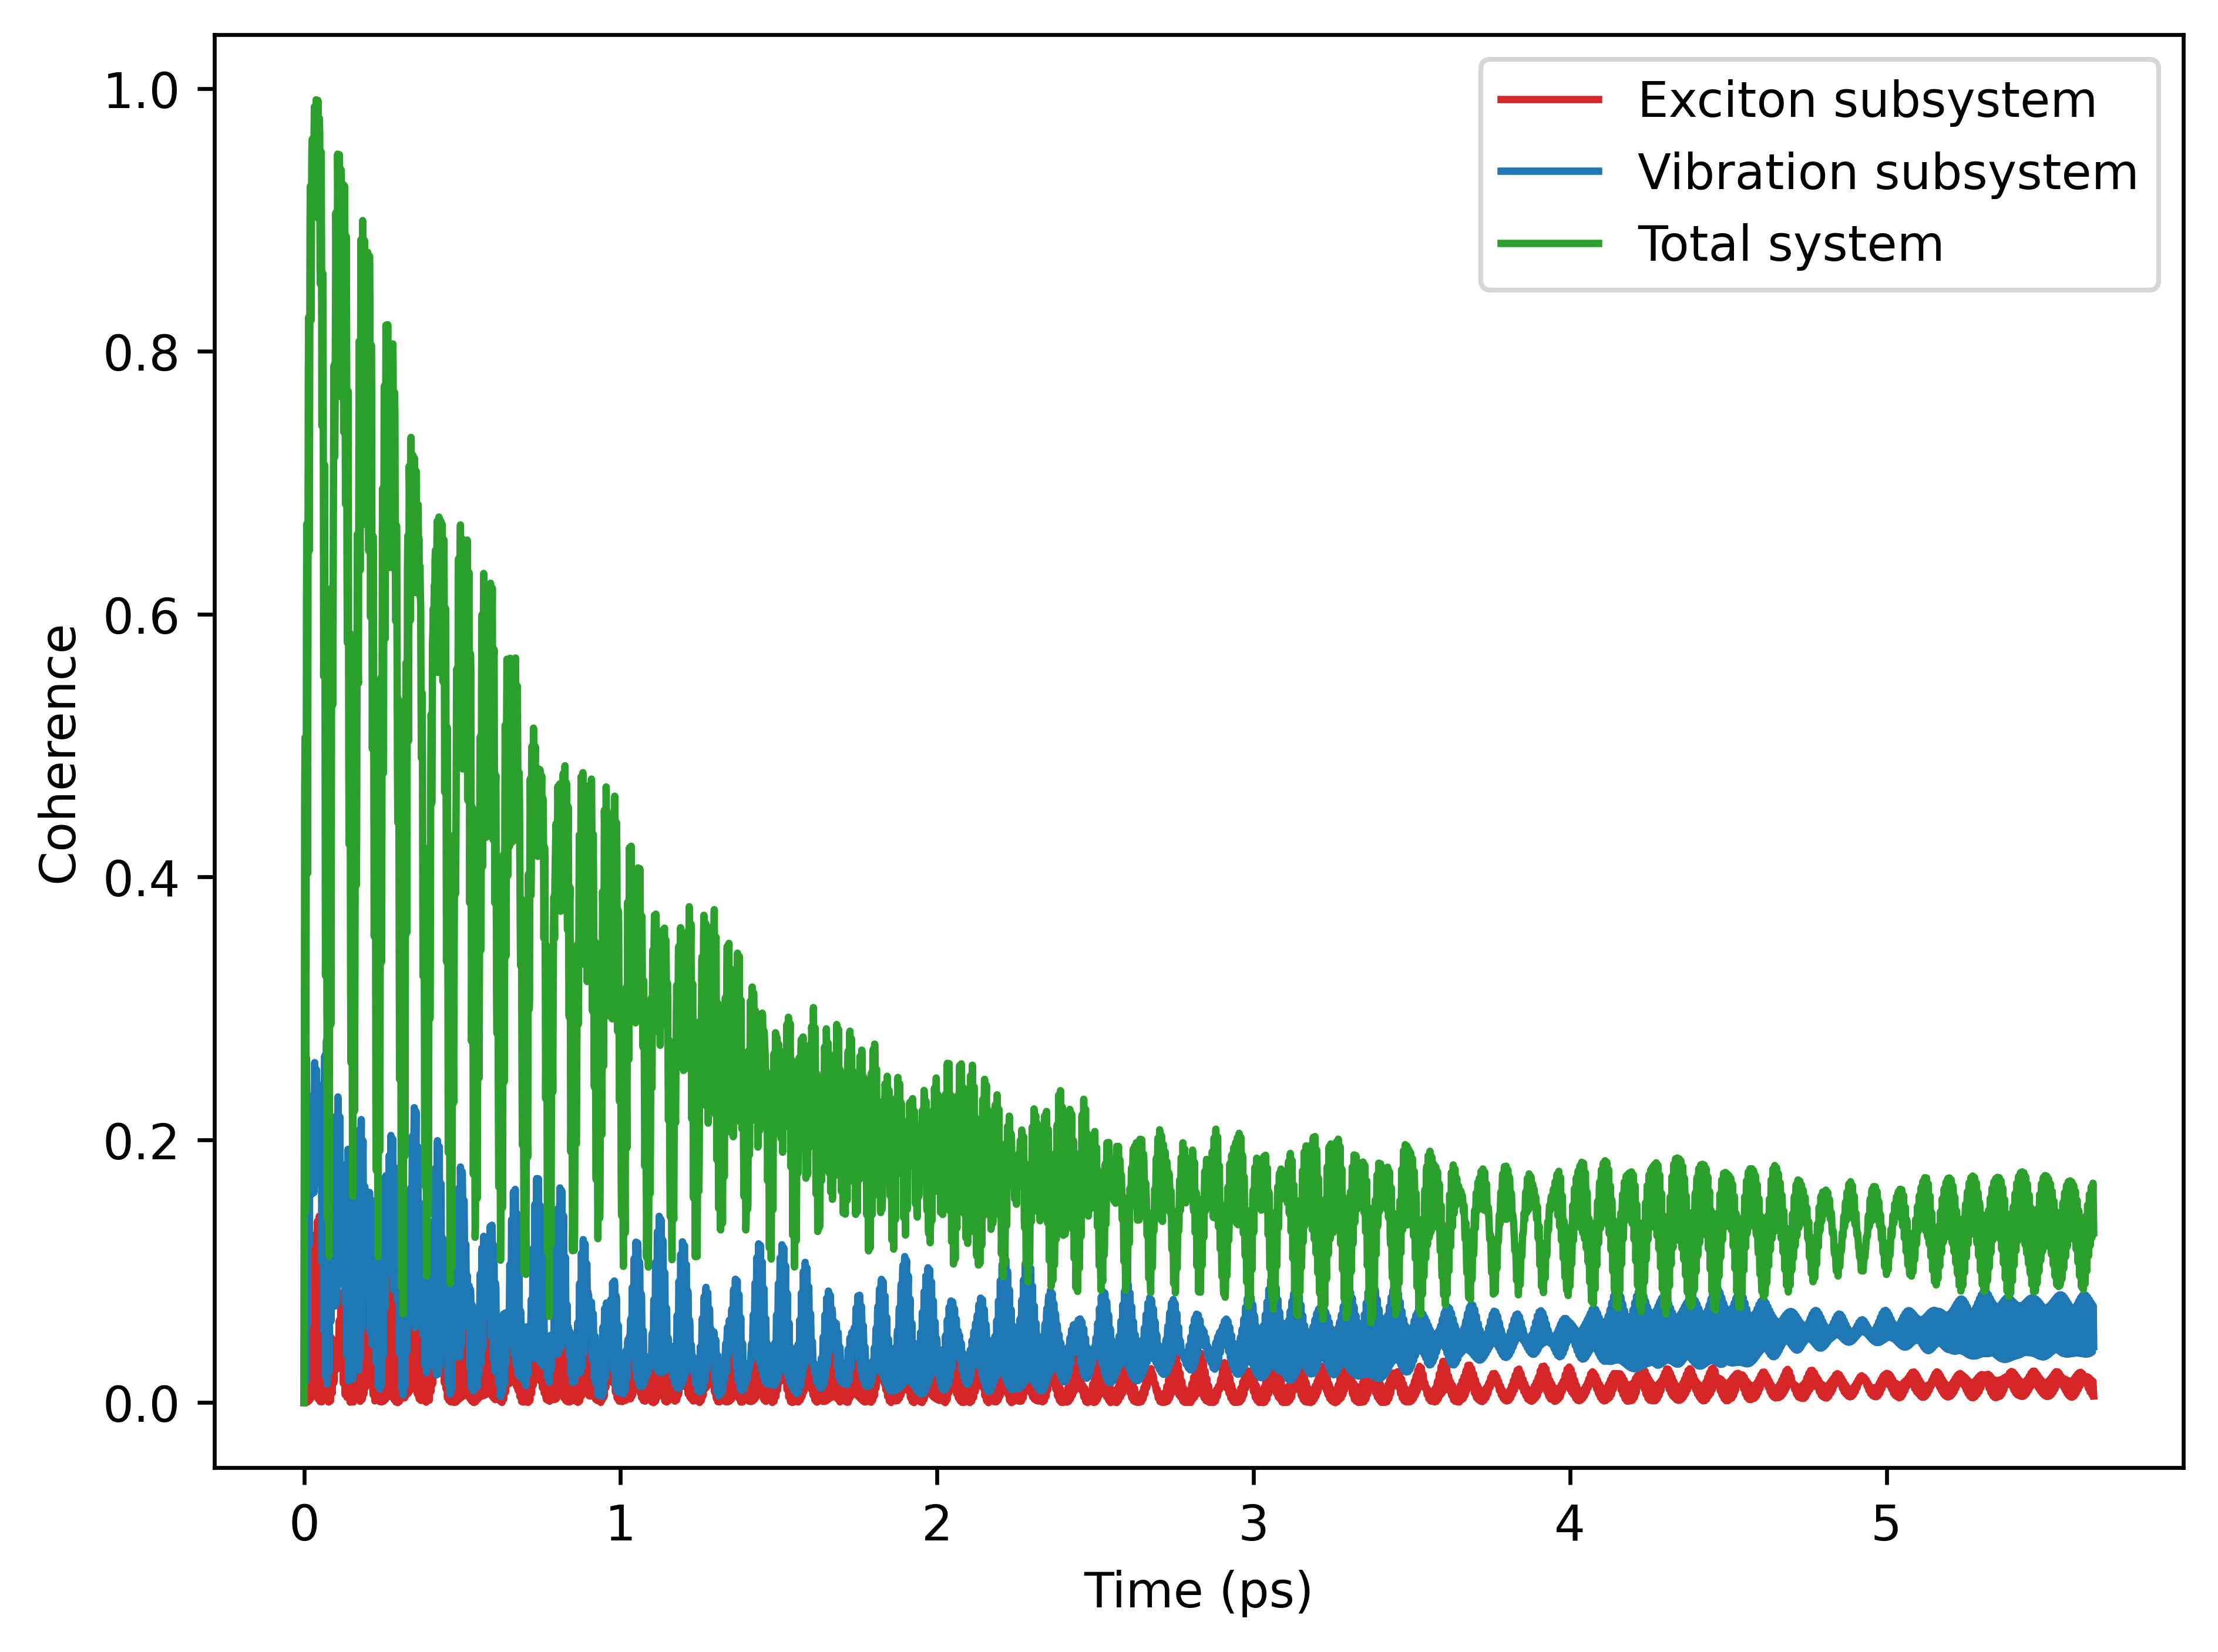 Exciton subsystem
Vibration subsystem
Total system
1.0
0.8
0.6
0.4
0.2
0.0
Coherence
0 1 2 3 4 5
Time (ps)